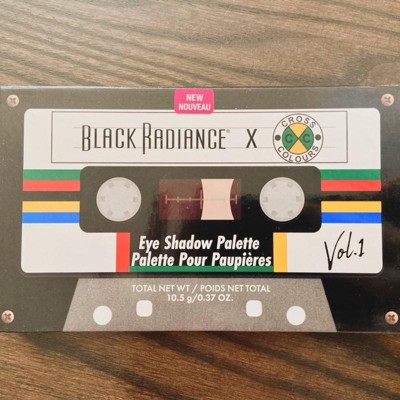 NEW
NOUVEAU
BLACK RADIANCE® X
CROSS
CC
COLOURS
Eye Shadow Palette
Palette Pour Paupières
Vol.1
TOTAL NET WT / POIDS NET TOTAL
10.5 g/0.37 OZ.